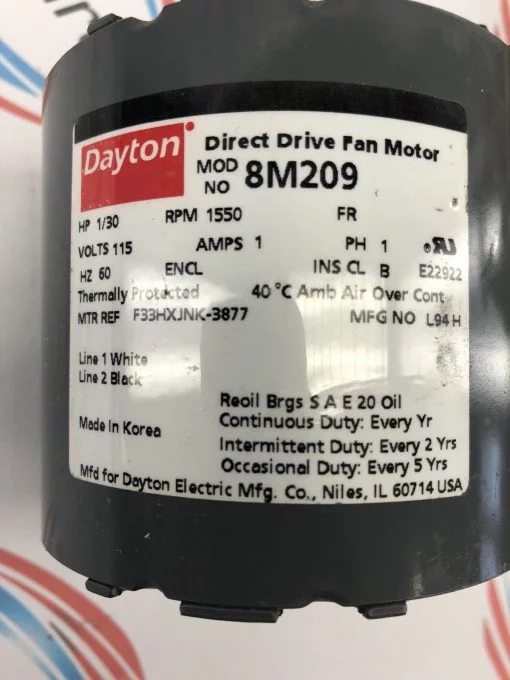 Dayton
Direct Drive Fan Motor
MOD NO 8M209
HP 1/30 RPM 1550 FR
VOLTS 115 AMPS 1 PH 1
HZ 60 ENCL INS CL B E22922
Thermally Protected 40 °C Amb Air Over Cont
MTR REF F33HXJNK-3877 MFG NO L94H
Line 1 White
Line 2 Black
Reoil Brgs S A E 20 Oil
Made In Korea Continuous Duty: Every Yr
Intermittent Duty: Every 2 Yrs
Occasional Duty: Every 5 Yrs
Mfd for Dayton Electric Mfg. Co., Niles, IL 60714 USA